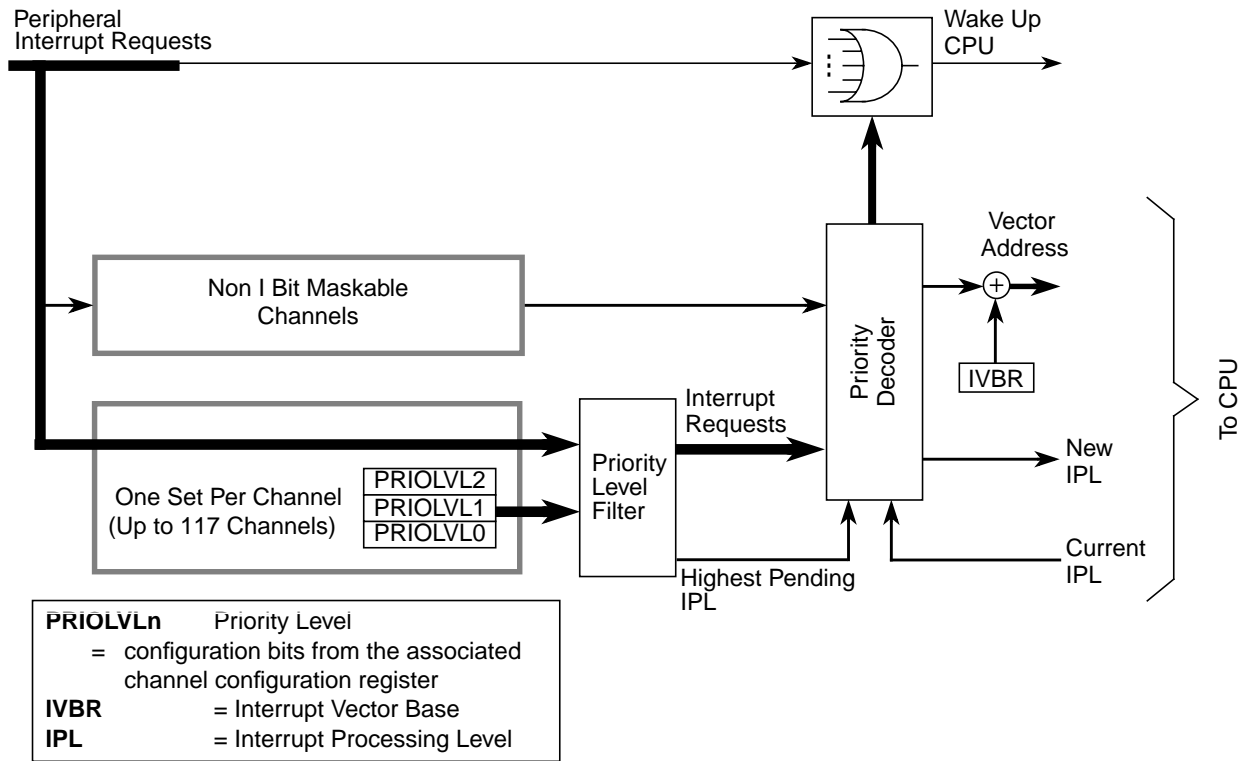 Peripheral
Interrupt Requests
Wake Up
CPU
Vector
Address
Non I Bit Maskable
Channels
Priority
Decoder
IVBR
To CPU
Interrupt
Requests
Priority
Level
Filter
PRIOLVL2
PRIOLVL1
PRIOLVL0
One Set Per Channel
(Up to 117 Channels)
New
IPL
Current
IPL
Highest Pending
IPL
PRIOLVLn Priority Level
= configuration bits from the associated
channel configuration register
IVBR = Interrupt Vector Base
IPL = Interrupt Processing Level